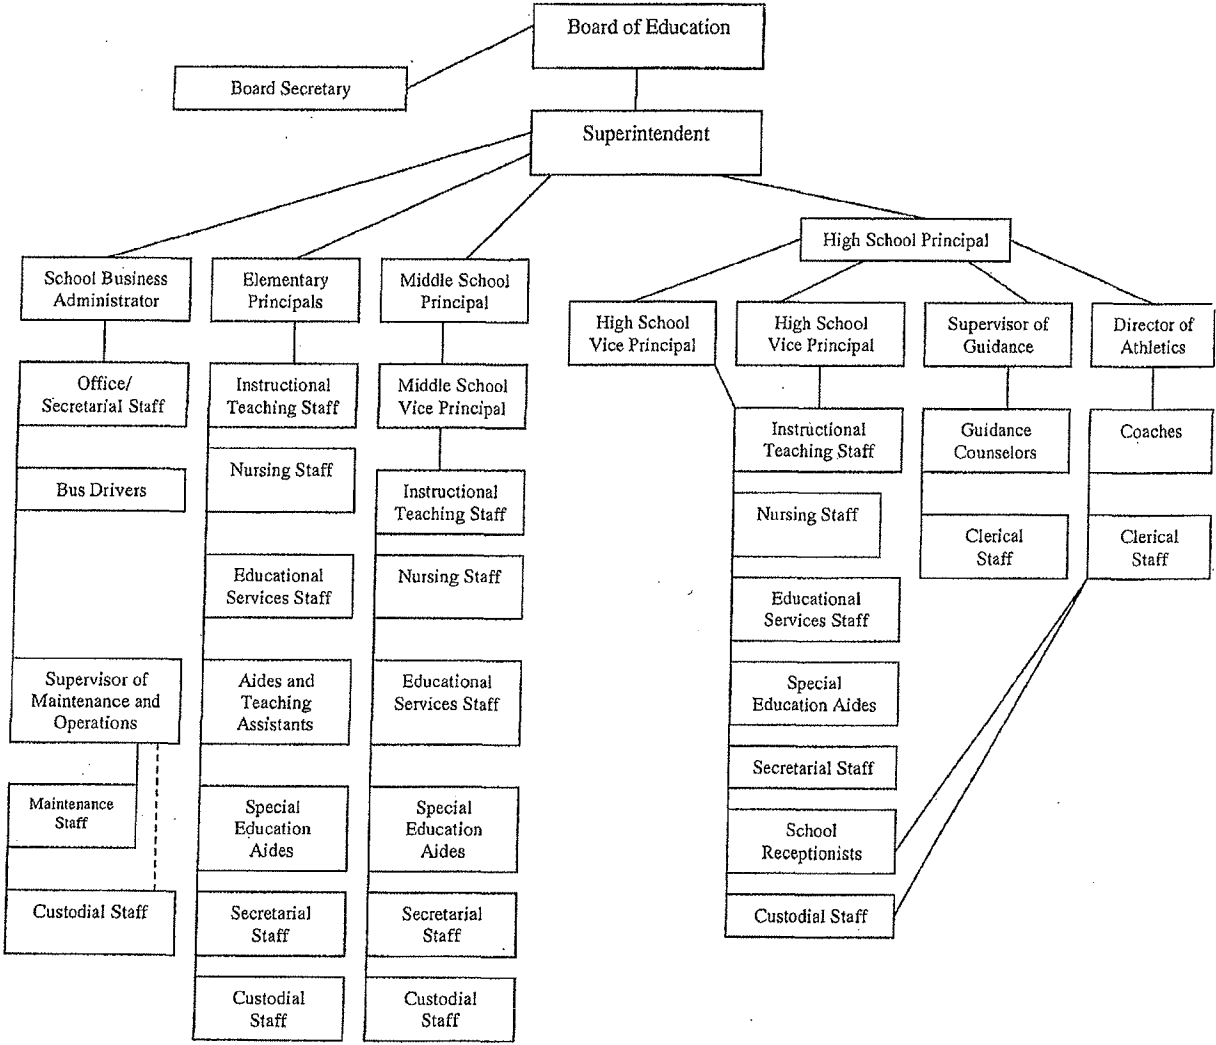 Board of Education
Board Secretary
Superintendent
High School Principal
School Business
Administrator
Elementary
Principals
Middle School
Principal
High School
Vice Principal
High School
Vice Principal
Supervisor of
Guidance
Director of
Athletics
Office/
Secretarial Staff
Bus Drivers
Supervisor of
Maintenance and
Operations
Maintenance
Staff
Custodial Staff
Instructional
Teaching Staff
Nursing Staff
Educational
Services Staff
Aides and
Teaching
Assistants
Special
Education
Aides
Secretarial
Staff
Custodial
Staff
Middle School
Vice Principal
Instructional
Teaching Staff
Nursing Staff
Educational
Services Staff
Special
Education
Aides
Secretarial
Staff
Custodial
Staff
Instructional
Teaching Staff
Nursing Staff
Educational
Services Staff
Special
Education Aides
Secretarial Staff
School
Receptionists
Custodial Staff
Guidance
Counselors
Clerical
Staff
Coaches
Clerical
Staff